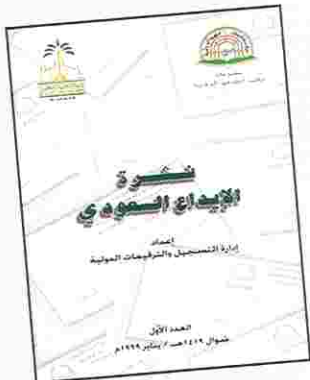 نشرة
الإيداع السعودي
إعداد
إدارة التسجيل والترقيمات الدولية
العدد الأول
شوال ١٤١٩هـ / يناير ١٩٩٩م